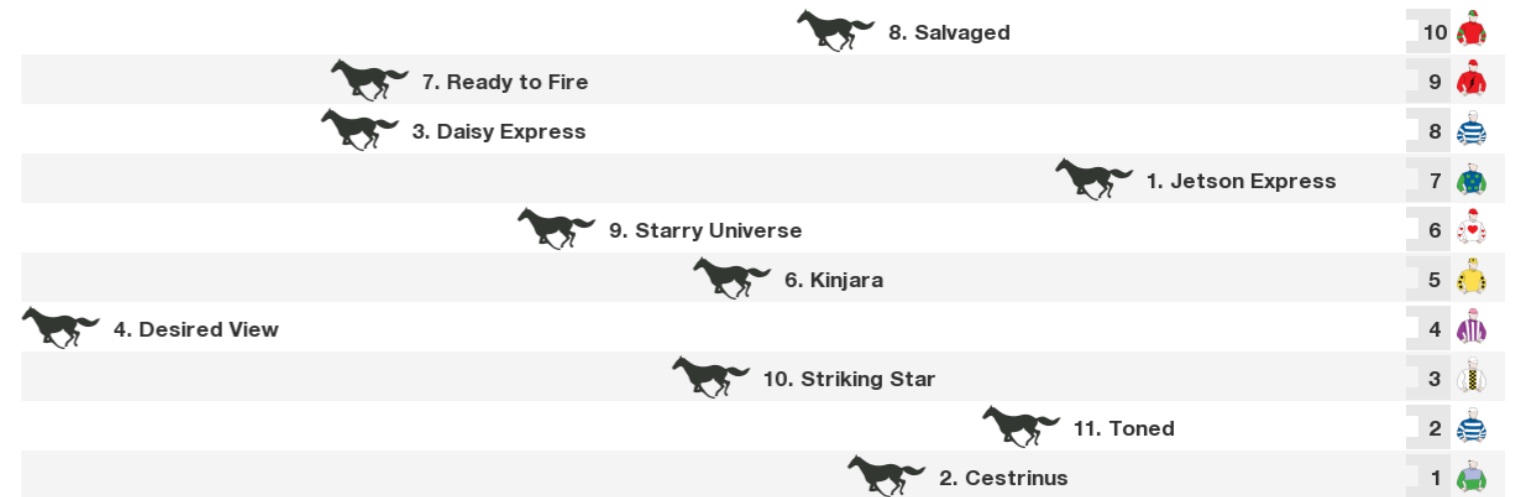 8. Salvaged 10
7. Ready to Fire 9
3. Daisy Express 8
1. Jetson Express 7
9. Starry Universe 6
6. Kinjara 5
4. Desired View 4
10. Striking Star 3
11. Toned 2
2. Cestrinus 1